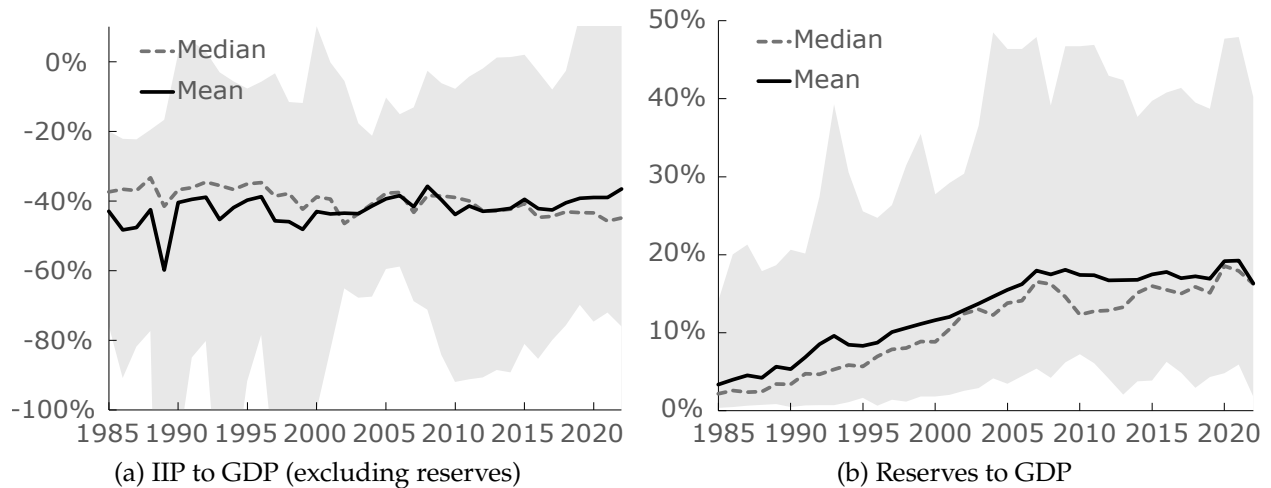 0%
-20%
-40%
-60%
-80%
-100%
Median
Mean
1985 1990 1995 2000 2005 2010 2015 2020
(a) IIP to GDP (excluding reserves)
50%
40%
30%
20%
10%
0%
Median
Mean
1985 1990 1995 2000 2005 2010 2015 2020
(b) Reserves to GDP